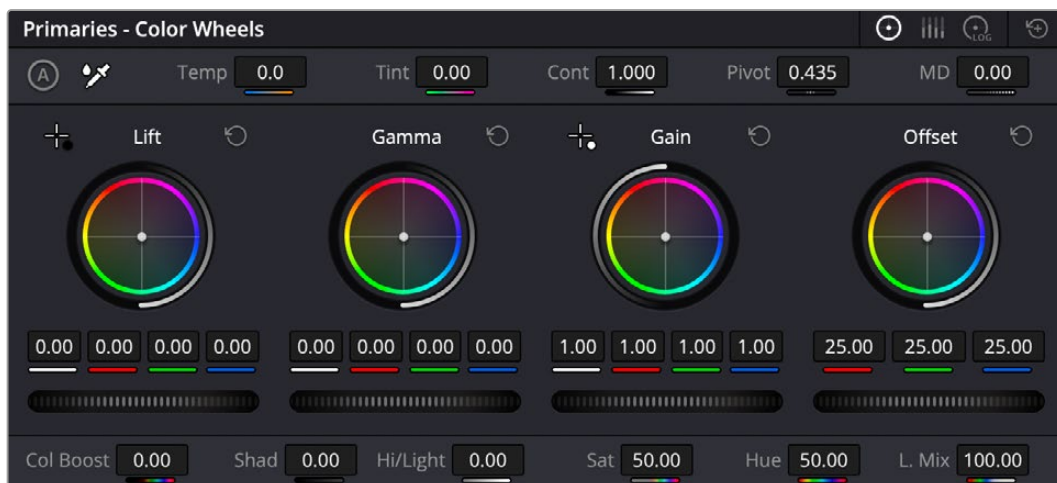 Primaries - Color Wheels
LOG
A Temp 0.0 Tint 0.00 Cont 1.000 Pivot 0.435 MD 0.00
Lift Gamma Gain Offset
0.00 0.00 0.00 0.00 0.00 0.00 0.00 0.00 1.00 1.00 1.00 1.00 25.00 25.00 25.00
Col Boost 0.00 Shad 0.00 Hi/Light 0.00 Sat 50.00 Hue 50.00 L. Mix 100.00